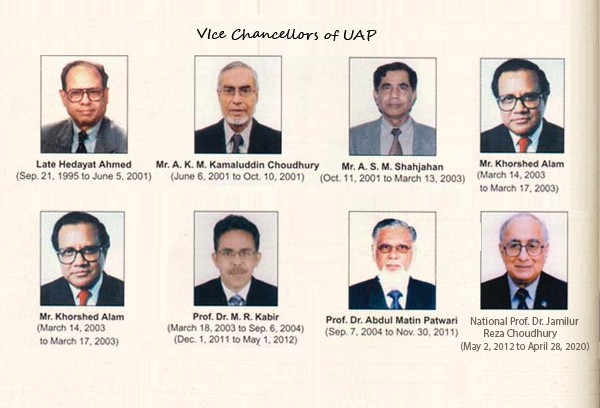 VIce Chancellors of UAP
Late Hedayat Ahmed
(Sep. 21, 1995 to June 5, 2001)
Mr. A. K. M. Kamaluddin Choudhury
(June 6, 2001 to Oct. 10, 2001)
Mr. A. S. M. Shahjahan
(Oct. 11, 2001 to March 13, 2003)
Mr. Khorshed Alam
(March 14, 2003
to March 17, 2003)
Mr. Khorshed Alam
(March 14, 2003
to March 17, 2003)
Prof. Dr. M. R. Kabir
(March 18, 2003 to Sep. 6, 2004)
(Dec. 1, 2011 to May 1, 2012)
Prof. Dr. Abdul Matin Patwari
(Sep. 7, 2004 to Nov. 30, 2011)
National Prof. Dr. Jamilur
Reza Choudhury
(May 2, 2012 to April 28, 2020)